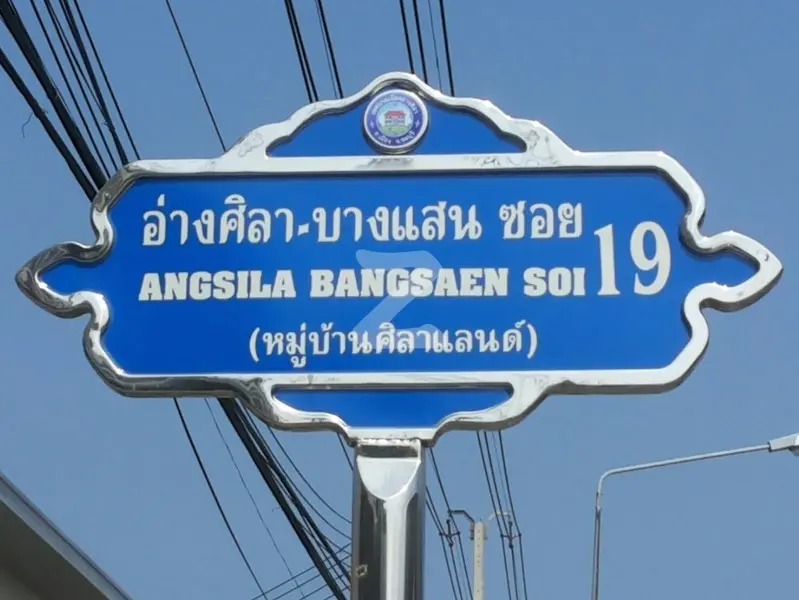 อ่างศิลา-บางแสน ซอย 19
ANGSILA BANGSAEN SOI
(หมู่บ้านศิลาแลนด์)